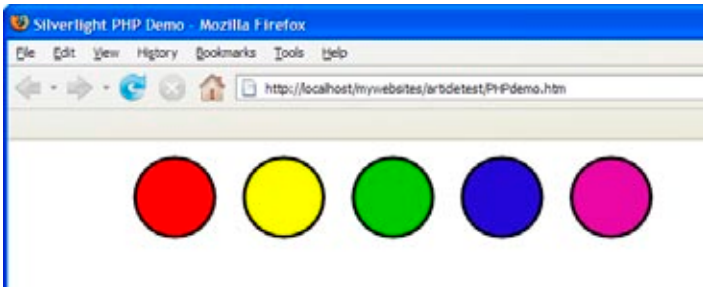 Silverlight PHP Demo - Mozilla Firefox
File Edit View History Bookmarks Tools Help
http://localhost/mywebsites/articletest/PHPdemo.htm